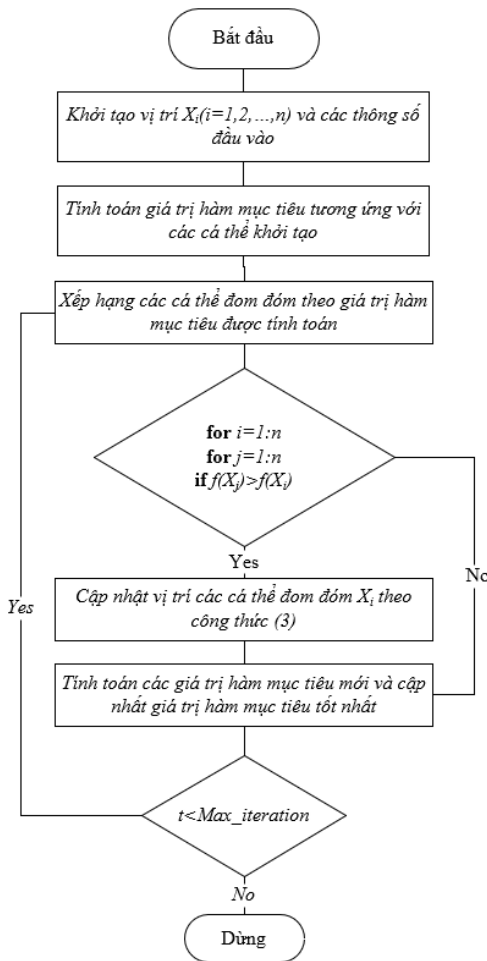 Bắt đầu
Khởi tạo vị trí Xi(i=1,2,...,n) và các thông số
đầu vào
Tính toán giá trị hàm mục tiêu tương ứng với
các cá thể khởi tạo
Xếp hạng các cá thể đom đóm theo giá trị hàm
mục tiêu được tính toán
for i=1:n
for j=1:n
if f(Xj)>f(Xi)
Yes
No
Yes
Cập nhật vị trí các cá thể đom đóm Xi theo
công thức (3)
Tính toán các giá trị hàm mục tiêu mới và cập
nhất giá trị hàm mục tiêu tốt nhất
t<Max_iteration
No
Dừng